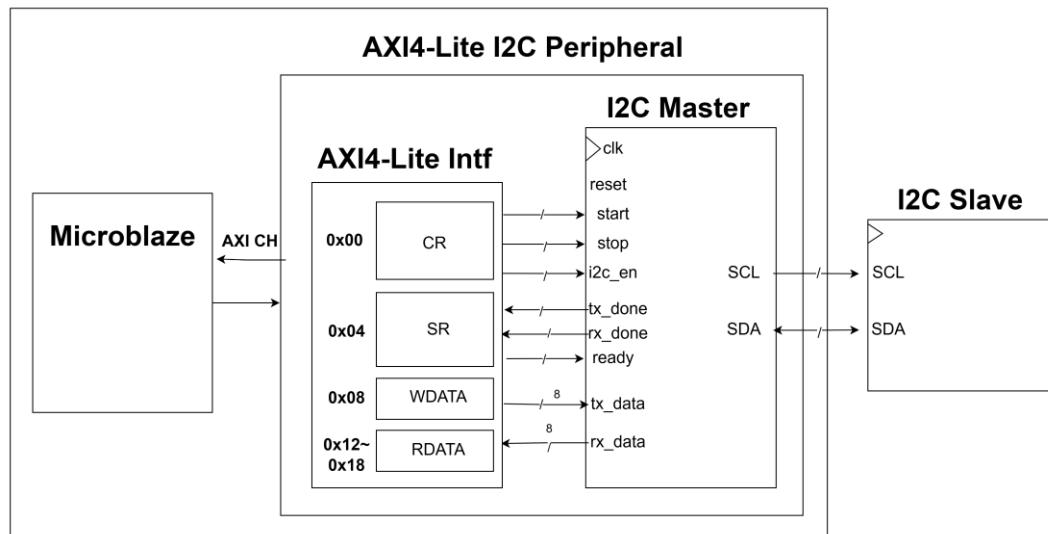 AXI4-Lite I2C Peripheral
I2C Master
AXI4-Lite Intf
I2C Slave
Microblaze
AXI CH
0x00
CR
0x04
SR
0x08
WDATA
0x12~
0x18
RDATA
clk
reset
start
stop
i2c_en
tx_done
rx_done
ready
8
tx_data
8
rx_data
SCL
SDA
SCL
SDA